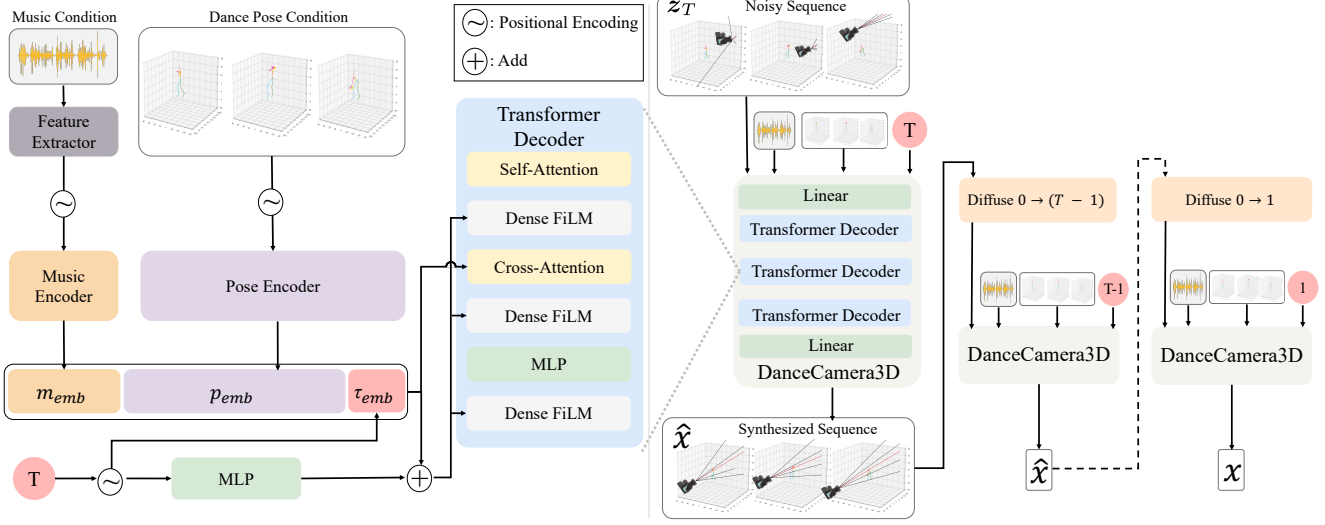 Music Condition
Dance Pose Condition
~ : Positional Encoding
+ : Add
Feature
Extractor
~
~
Music
Encoder
Pose Encoder
m_emb
p_emb
τ_emb
T
~
MLP
+
Transformer
Decoder
Self-Attention
Dense FiLM
Cross-Attention
Dense FiLM
MLP
Dense FiLM
z_T
Noisy Sequence
T
Linear
Transformer Decoder
Transformer Decoder
Transformer Decoder
Linear
DanceCamera3D
x̂
Synthesized Sequence
Diffuse 0 → (T − 1)
T-1
DanceCamera3D
x̂
Diffuse 0 → 1
1
DanceCamera3D
x